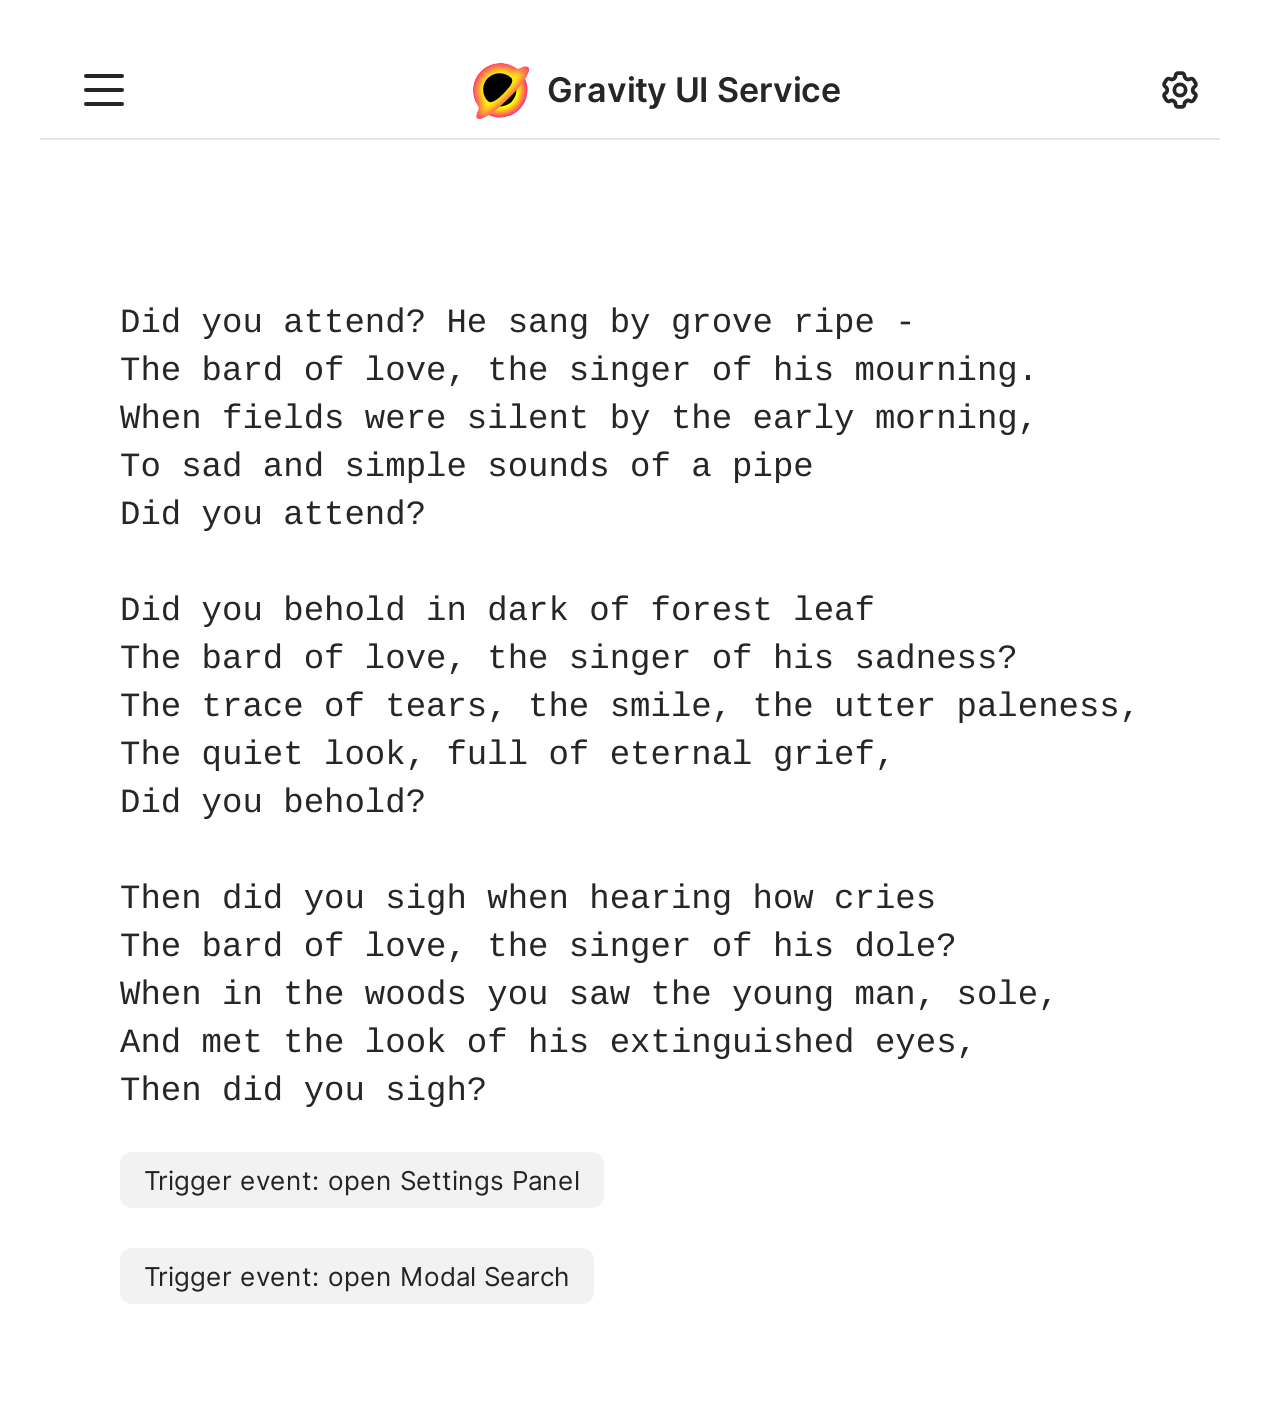 Gravity UI Service
Did you attend? He sang by grove ripe -
The bard of love, the singer of his mourning.
When fields were silent by the early morning,
To sad and simple sounds of a pipe
Did you attend?
Did you behold in dark of forest leaf
The bard of love, the singer of his sadness?
The trace of tears, the smile, the utter paleness,
The quiet look, full of eternal grief,
Did you behold?
Then did you sigh when hearing how cries
The bard of love, the singer of his dole?
When in the woods you saw the young man, sole,
And met the look of his extinguished eyes,
Then did you sigh?
Trigger event: open Settings Panel
Trigger event: open Modal Search